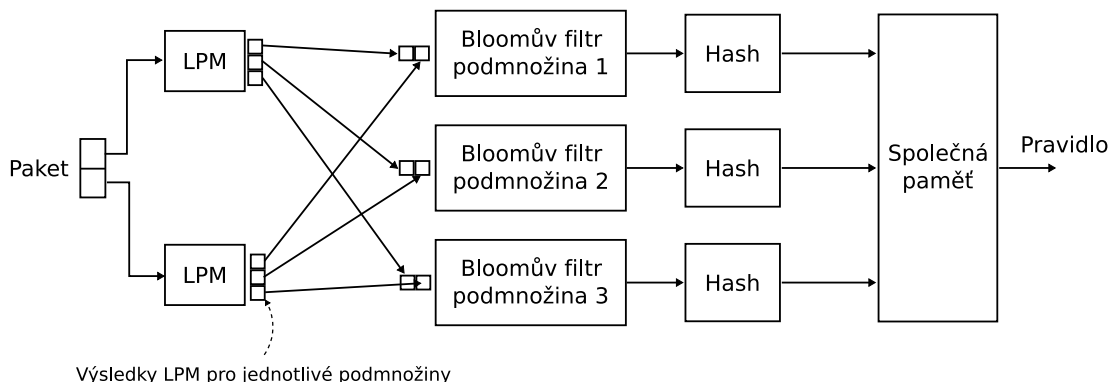 Paket
LPM
LPM
Výsledky LPM pro jednotlivé podmnožiny
Bloomův filtr
podmnožina 1
Hash
Bloomův filtr
podmnožina 2
Hash
Bloomův filtr
podmnožina 3
Hash
Společná
paměť
Pravidlo